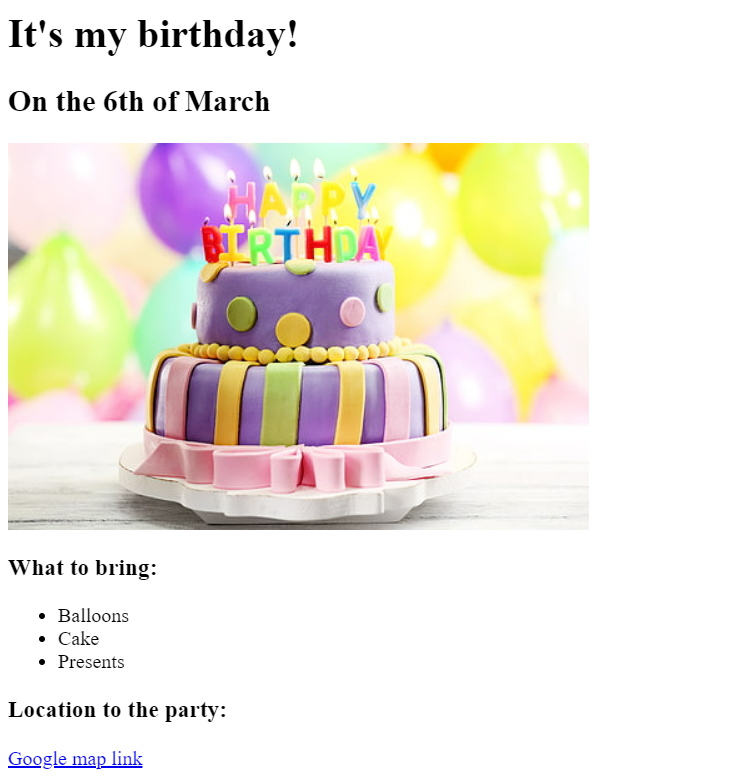 It's my birthday!
On the 6th of March
HAPPY
BIRTHDAY
What to bring:
Balloons
Cake
Presents
Location to the party:
Google map link